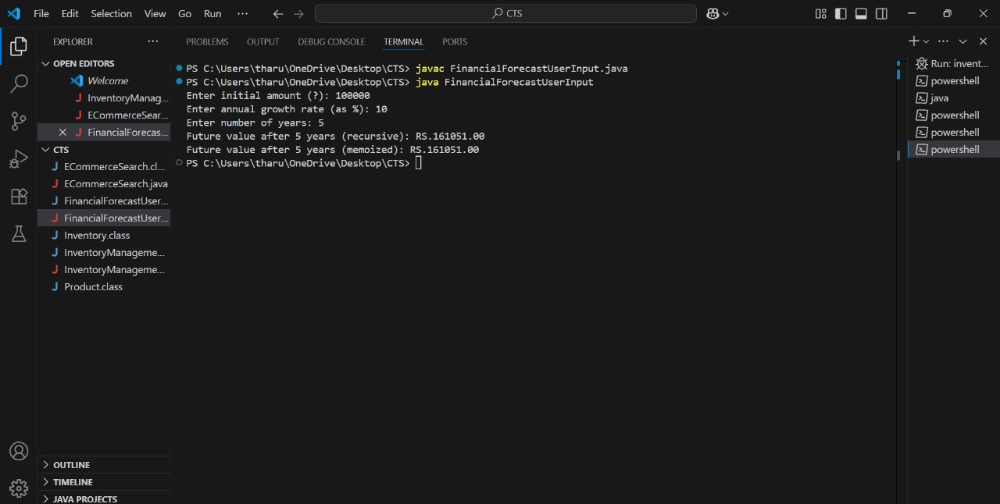 File Edit Selection View Go Run ··· CTS
EXPLORER ···
OPEN EDITORS
Welcome
InventoryManag...
ECommerceSear...
FinancialForecas...
CTS
ECommerceSearch.cl...
ECommerceSearch.java
FinancialForecastUser...
FinancialForecastUser...
Inventory.class
InventoryManageme...
InventoryManageme...
Product.class
OUTLINE
TIMELINE
JAVA PROJECTS
PROBLEMS OUTPUT DEBUG CONSOLE TERMINAL PORTS
PS C:\Users\tharu\OneDrive\Desktop\CTS> javac FinancialForecastUserInput.java
PS C:\Users\tharu\OneDrive\Desktop\CTS> java FinancialForecastUserInput
Enter initial amount (?): 100000
Enter annual growth rate (as %): 10
Enter number of years: 5
Future value after 5 years (recursive): RS.161051.00
Future value after 5 years (memoized): RS.161051.00
PS C:\Users\tharu\OneDrive\Desktop\CTS>
Run: invent...
powershell
java
powershell
powershell
powershell